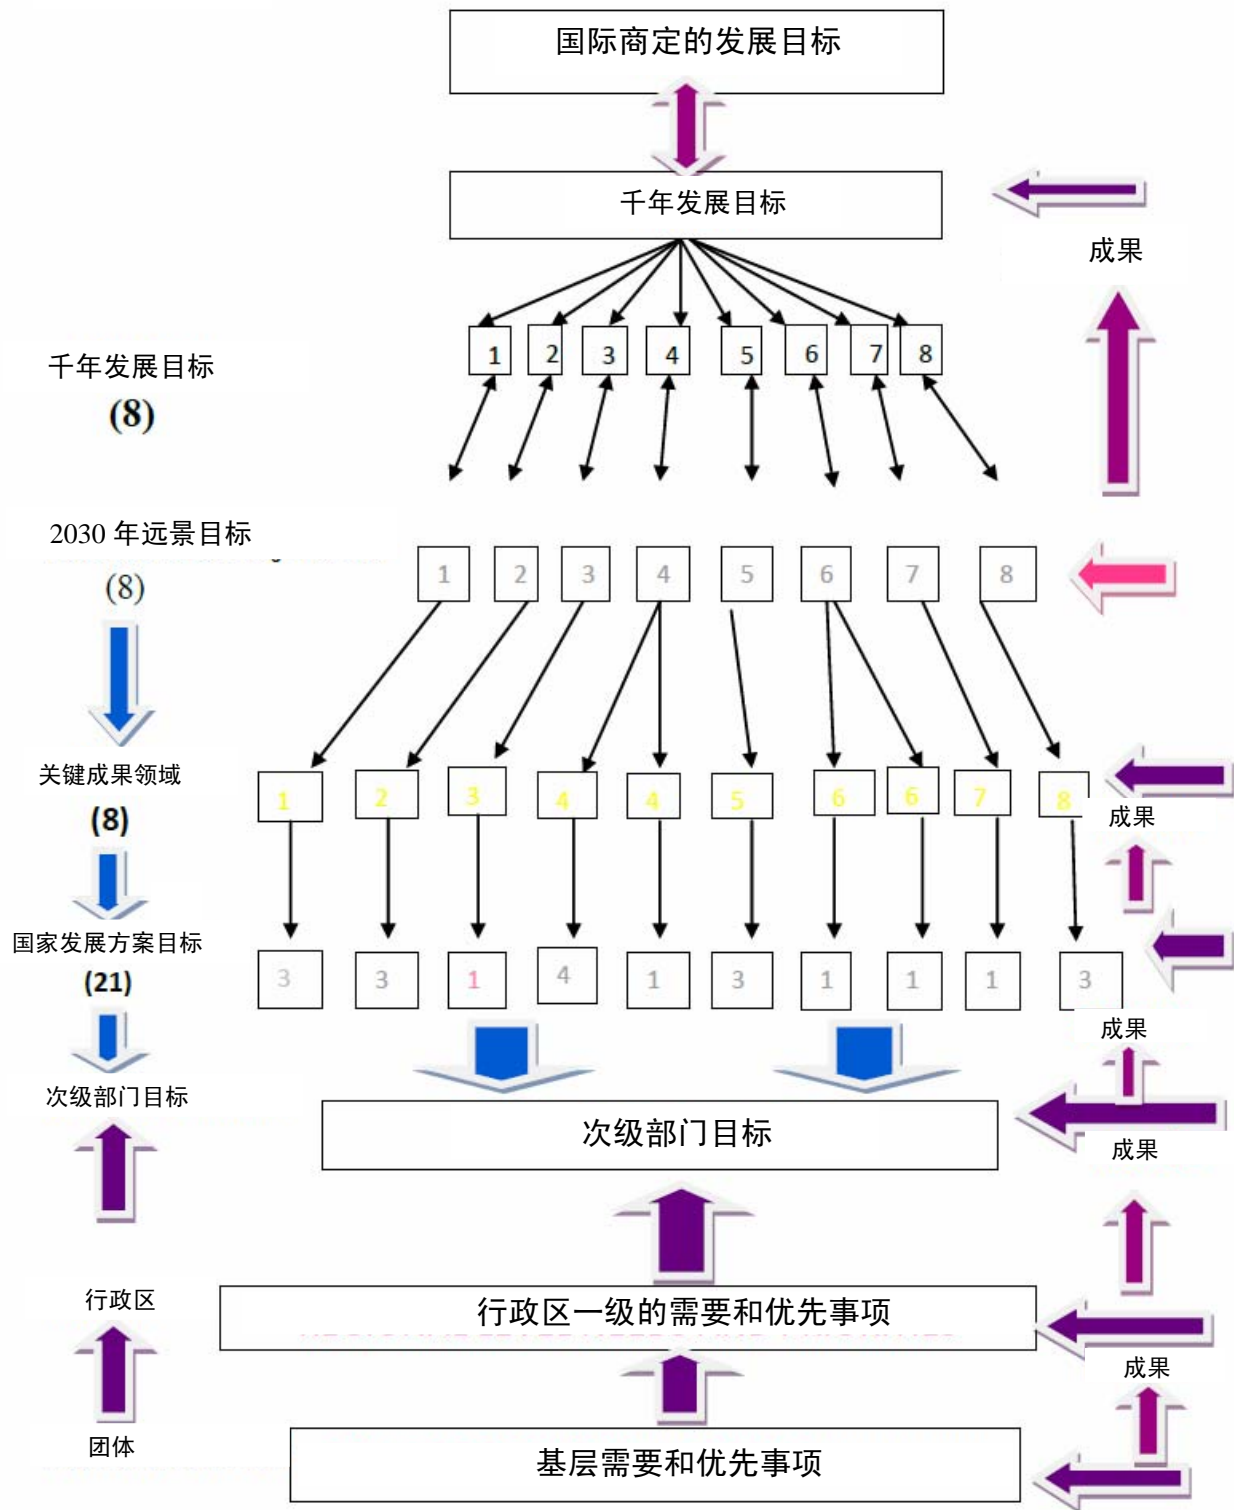 国际商定的发展目标
千年发展目标
成果
1 2 3 4 5 6 7 8
千年发展目标
(8)
2030 年远景目标
(8)
1 2 3 4 5 6 7 8
关键成果领域
(8)
1 2 3 4 4 5 6 6 7 8
成果
国家发展方案目标
(21)
3 3 1 4 1 3 1 1 1 3
成果
次级部门目标
次级部门目标
成果
行政区
行政区一级的需要和优先事项
成果
团体
基层需要和优先事项